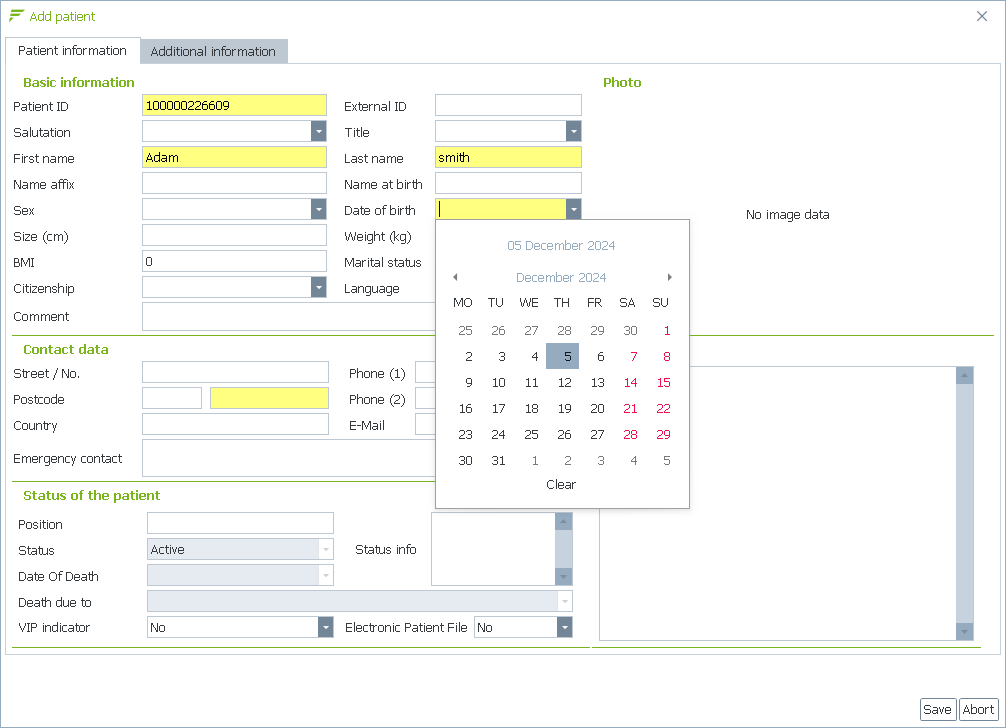 Add patient
Patient information Additional information
Basic information Photo
Patient ID 100000226609 External ID
Salutation Title
First name Adam Last name smith
Name affix Name at birth
Sex Date of birth
No image data
Size (cm) Weight (kg)
BMI 0 Marital status
Citizenship Language
Comment
05 December 2024
December 2024
MO TU WE TH FR SA SU
25 26 27 28 29 30 1
2 3 4 5 6 7 8
9 10 11 12 13 14 15
16 17 18 19 20 21 22
23 24 25 26 27 28 29
30 31 1 2 3 4 5
Clear
Contact data
Street / No. Phone (1)
Postcode Phone (2)
Country E-Mail
Emergency contact
Status of the patient
Position
Status Active Status info
Date Of Death
Death due to
VIP indicator No Electronic Patient File No
Save Abort